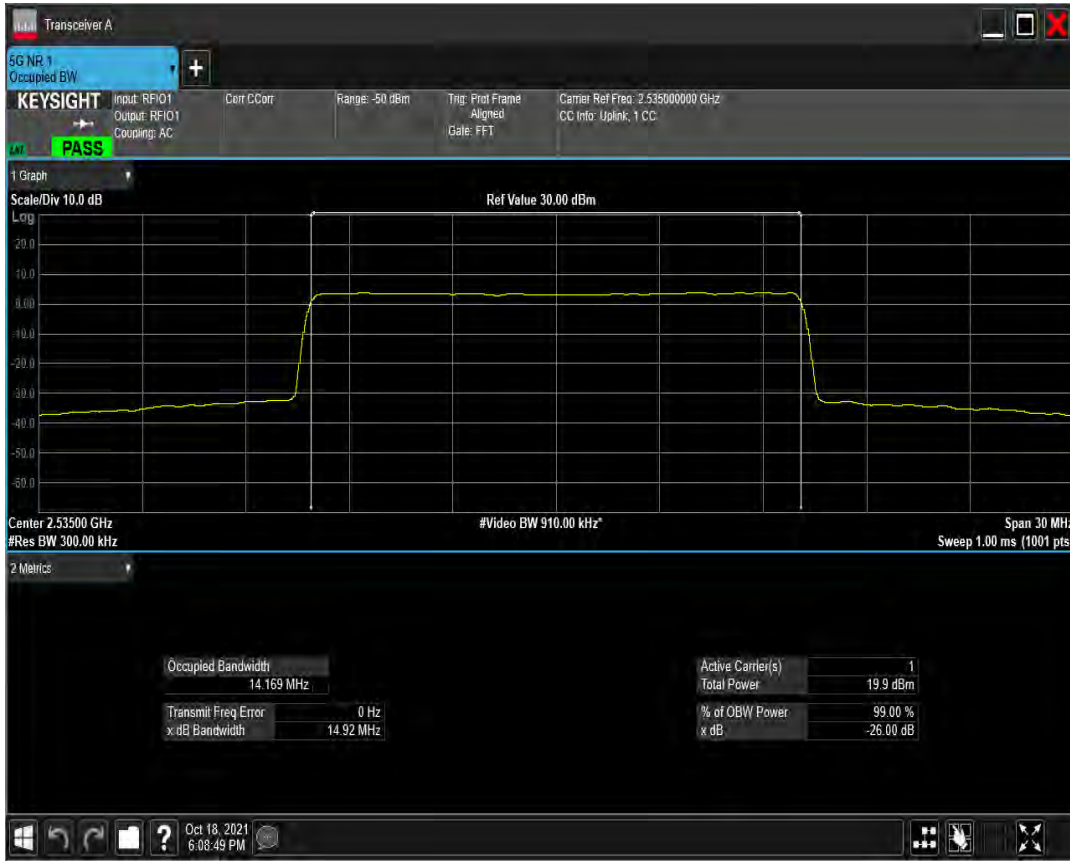 Transceiver A
5G NR 1
Occupied BW
KEYSIGHT
PASS
Input: RFIO1
Output: RFIO1
Coupling: AC
Corr CCorr
Range: -50 dBm
Trig: Prot Frame
Aligned
Gate: FFT
Carrier Ref Freq: 2.535000000 GHz
CC Info: Uplink, 1 CC
1 Graph
Scale/Div 10.0 dB
Ref Value 30.00 dBm
Log
20.0
10.0
0.00
-10.0
-20.0
-30.0
-40.0
-50.0
-60.0
Center 2.53500 GHz
#Video BW 910.00 kHz*
Span 30 MHz
#Res BW 300.00 kHz
Sweep 1.00 ms (1001 pts
2 Metrics
Occupied Bandwidth
14.169 MHz
Transmit Freq Error 0 Hz
x dB Bandwidth 14.92 MHz
Active Carrier(s) 1
Total Power 19.9 dBm
% of OBW Power 99.00 %
x dB -26.00 dB
Oct 18, 2021
6:08:49 PM